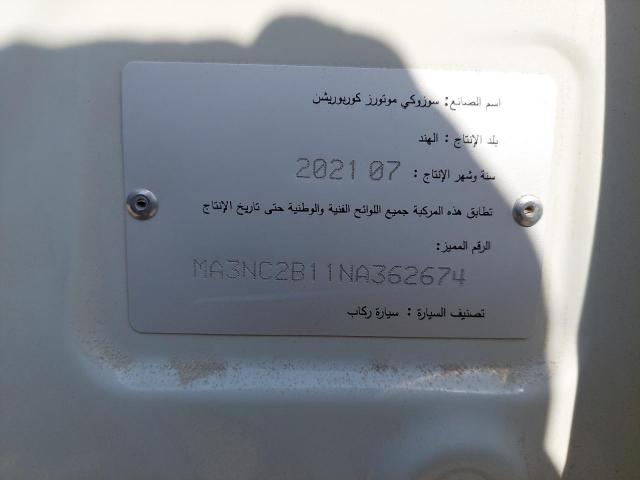 اسم الصانع: سوزوكي موتورز كوربوريشن
بلد الإنتاج : الهند
سنة وشهر الإنتاج : 2021 07
تطابق هذه المركبة جميع اللوائح الفنية والوطنية حتى تاريخ الإنتاج
الرقم المميز:
MA3NC2B11NA362674
تصنيف السيارة : سيارة ركاب